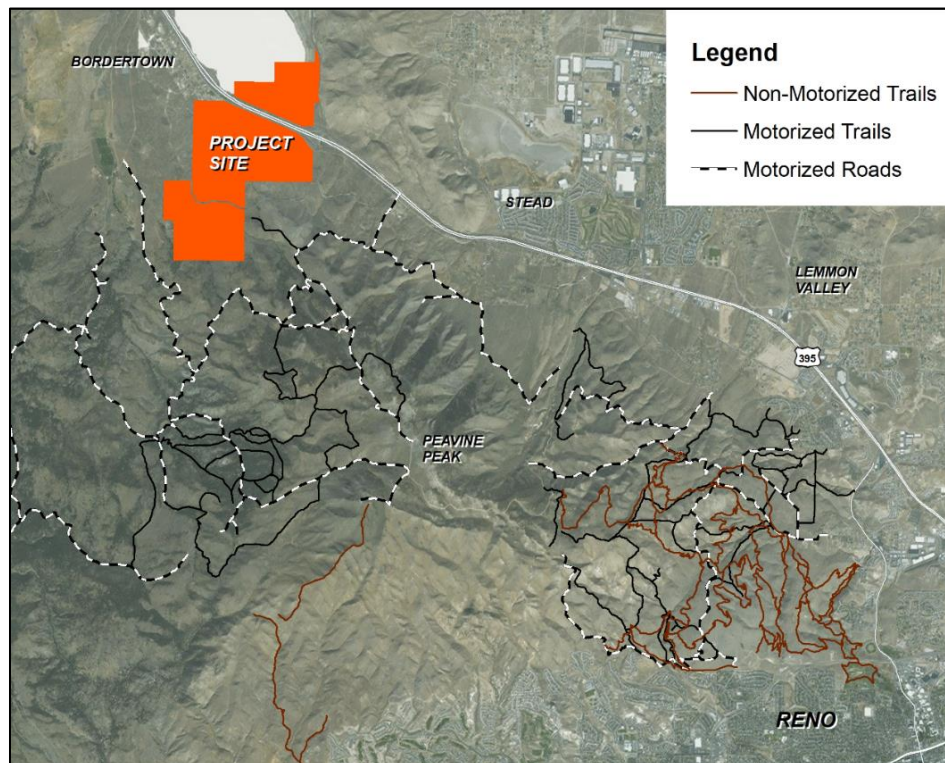 Legend
Non-Motorized Trails
Motorized Trails
Motorized Roads
BORDERTOWN
PROJECT
SITE
STEAD
LEMMON
VALLEY
395
PEAVINE
PEAK
RENO